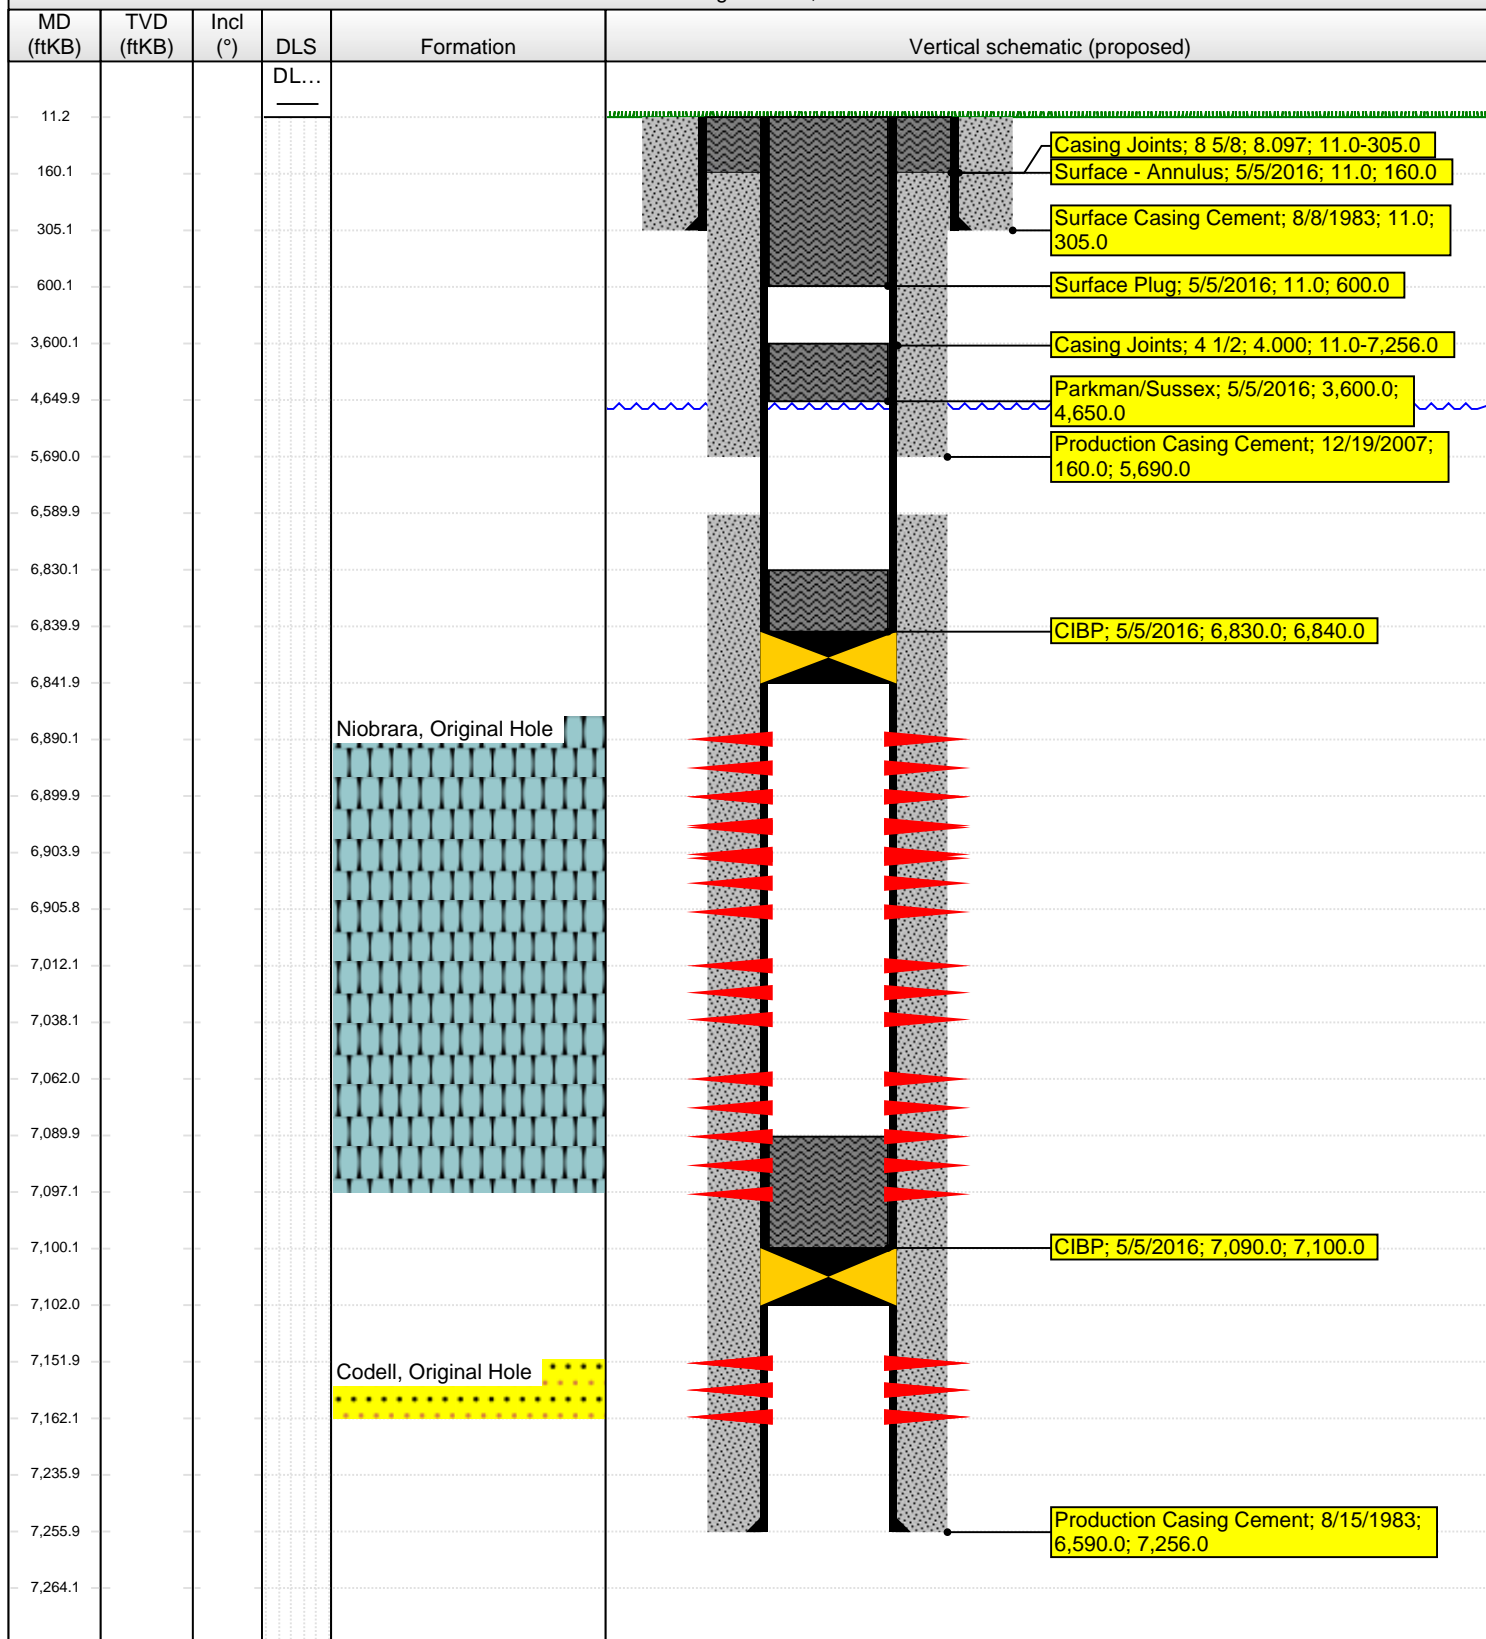 MD
(ftKB)
TVD
(ftKB)
Incl
(°)
DLS
Formation
Vertical schematic (proposed)
DL...
11.2
160.1
305.1
600.1
3,600.1
4,649.9
5,690.0
6,589.9
6,830.1
6,839.9
6,841.9
6,890.1
6,899.9
6,903.9
6,905.8
7,012.1
7,038.1
7,062.0
7,089.9
7,097.1
7,100.1
7,102.0
7,151.9
7,162.1
7,235.9
7,255.9
7,264.1
Niobrara, Original Hole
Codell, Original Hole
Casing Joints; 8 5/8; 8.097; 11.0-305.0
Surface - Annulus; 5/5/2016; 11.0; 160.0
Surface Casing Cement; 8/8/1983; 11.0;
305.0
Surface Plug; 5/5/2016; 11.0; 600.0
Casing Joints; 4 1/2; 4.000; 11.0-7,256.0
Parkman/Sussex; 5/5/2016; 3,600.0;
4,650.0
Production Casing Cement; 12/19/2007;
160.0; 5,690.0
CIBP; 5/5/2016; 6,830.0; 6,840.0
CIBP; 5/5/2016; 7,090.0; 7,100.0
Production Casing Cement; 8/15/1983;
6,590.0; 7,256.0